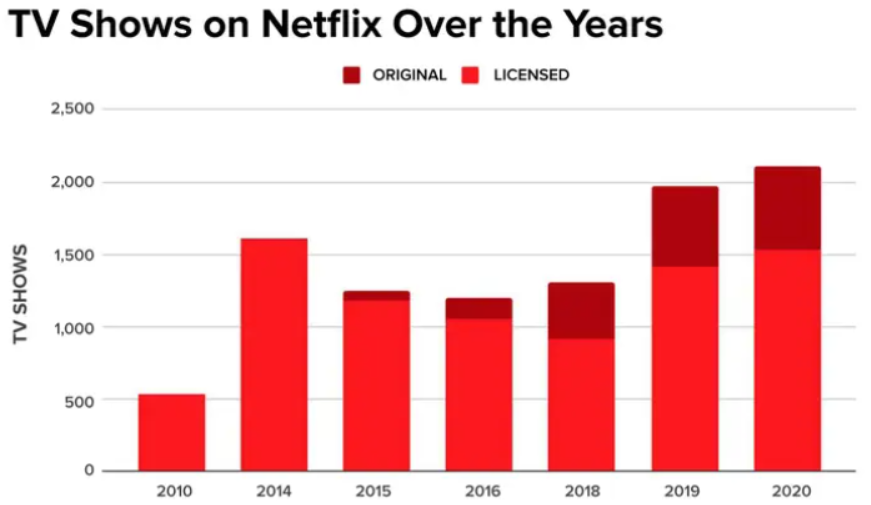 TV Shows on Netflix Over the Years
ORIGINAL LICENSED
2,500
2,000
1,500
1,000
500
0
TV SHOWS
2010 2014 2015 2016 2018 2019 2020